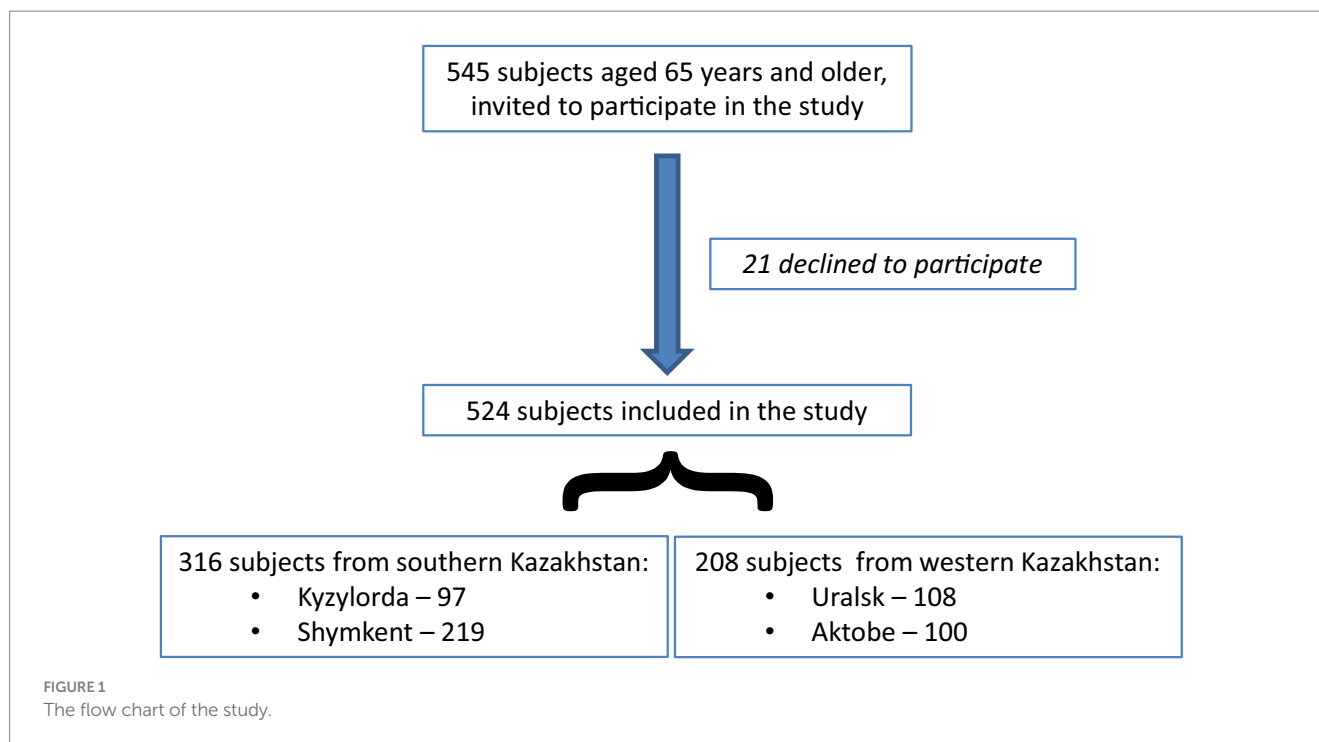 545 subjects aged 65 years and older,
invited to participate in the study
21 declined to participate
524 subjects included in the study
316 subjects from southern Kazakhstan:
• Kyzylorda – 97
• Shymkent – 219
208 subjects from western Kazakhstan:
• Uralsk – 108
• Aktobe – 100
FIGURE 1
The flow chart of the study.